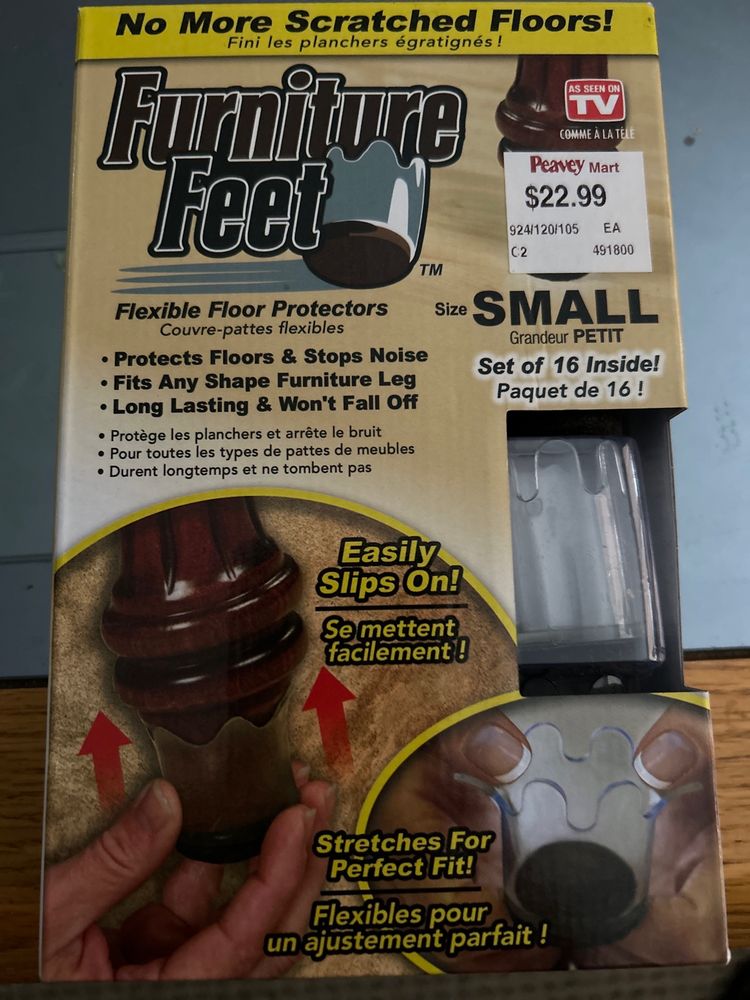 No More Scratched Floors!
Fini les planchers égratignés !
Furniture
Feet
TM
AS SEEN ON
TV
COMME À LA TÉLÉ
Peavey Mart
$22.99
924/120/105 EA
C2 491800
Flexible Floor Protectors
Couvre-pattes flexibles
Size SMALL
Grandeur PETIT
Set of 16 Inside!
Paquet de 16 !
• Protects Floors & Stops Noise
• Fits Any Shape Furniture Leg
• Long Lasting & Won't Fall Off
• Protège les planchers et arrête le bruit
• Pour toutes les types de pattes de meubles
• Durent longtemps et ne tombent pas
Easily
Slips On!
Se mettent
facilement !
Stretches For
Perfect Fit!
Flexibles pour
un ajustement parfait !